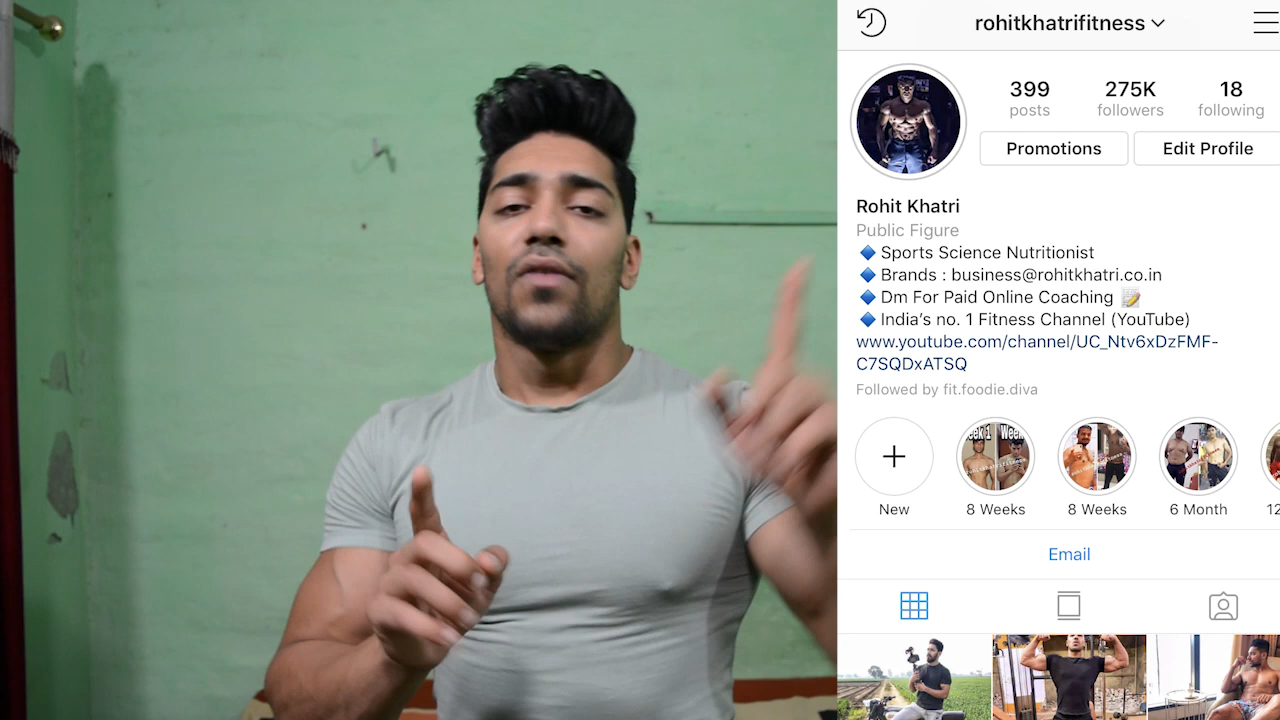 rohitkhatrifitness
399
275K
18
posts
followers
following
Promotions
Edit Profile
Rohit Khatri
Public Figure
🔷 Sports Science Nutritionist
🔷 Brands : business@rohitkhatri.co.in
🔷 Dm For Paid Online Coaching 📝
🔷 India's no. 1 Fitness Channel (YouTube)
www.youtube.com/channel/UC_Ntv6xDzFMF-
C7SQDxATSQ
Followed by fit.foodie.diva
New
8 Weeks
8 Weeks
6 Month
12
Email